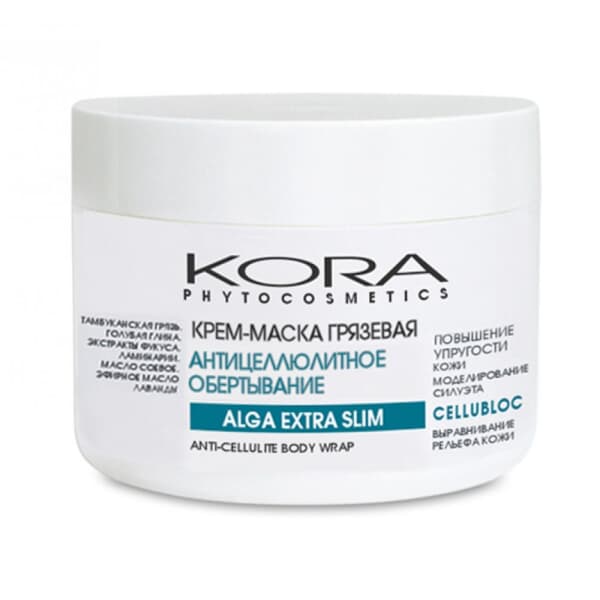 KORA
PHYTOCOSMETICS
КРЕМ-МАСКА ГРЯЗЕВАЯ
АНТИЦЕЛЛЮЛИТНОЕ
ОБЕРТЫВАНИЕ
ALGA EXTRA SLIM
ANTI-CELLULITE BODY WRAP
ТАМБУКАНСКАЯ ГРЯЗЬ,
ГОЛУБАЯ ГЛИНА,
ЭКСТРАКТЫ ФУКУСА,
ЛАМИНАРИИ,
МАСЛО СОЕВОЕ,
ЭФИРНОЕ МАСЛО
ЛАВАНДЫ
ПОВЫШЕНИЕ
УПРУГОСТИ
КОЖИ
МОДЕЛИРОВАНИЕ
СИЛУЭТА
CELLUBLOC
ВЫРАВНИВАНИЕ
РЕЛЬЕФА КОЖИ